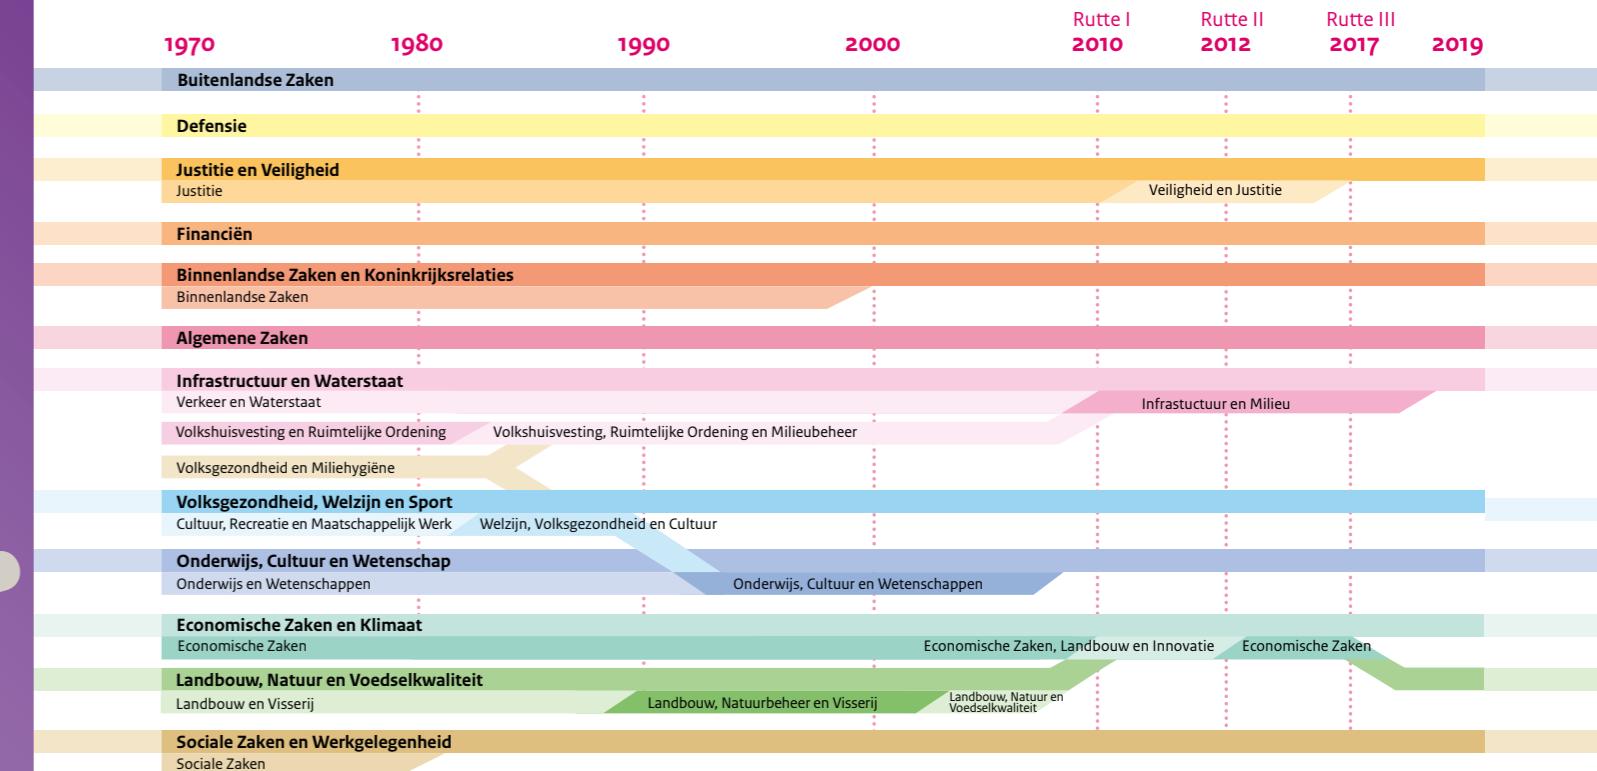 Rutte I Rutte II Rutte III
1970 1980 1990 2000 2010 2012 2017 2019
Buitenlandse Zaken
Defensie
Justitie en Veiligheid
Justitie Veiligheid en Justitie
Financiën
Binnenlandse Zaken en Koninkrijksrelaties
Binnenlandse Zaken
Algemene Zaken
Infrastructuur en Waterstaat
Verkeer en Waterstaat Infrastuctuur en Milieu
Volkshuisvesting en Ruimtelijke Ordening Volkshuisvesting, Ruimtelijke Ordening en Milieubeheer
Volksgezondheid en Miliehygiëne
Volksgezondheid, Welzijn en Sport
Cultuur, Recreatie en Maatschappelijk Werk Welzijn, Volksgezondheid en Cultuur
Onderwijs, Cultuur en Wetenschap
Onderwijs en Wetenschappen Onderwijs, Cultuur en Wetenschappen
Economische Zaken en Klimaat
Economische Zaken Economische Zaken, Landbouw en Innovatie Economische Zaken
Landbouw, Natuur en Voedselkwaliteit
Landbouw en Visserij Landbouw, Natuurbeheer en Visserij Landbouw, Natuur en
Voedselkwaliteit
Sociale Zaken en Werkgelegenheid
Sociale Zaken